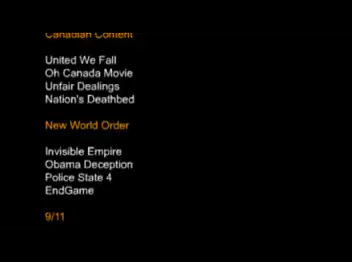 Canadian Content
United We Fall
Oh Canada Movie
Unfair Dealings
Nation's Deathbed
New World Order
Invisible Empire
Obama Deception
Police State 4
EndGame
9/11